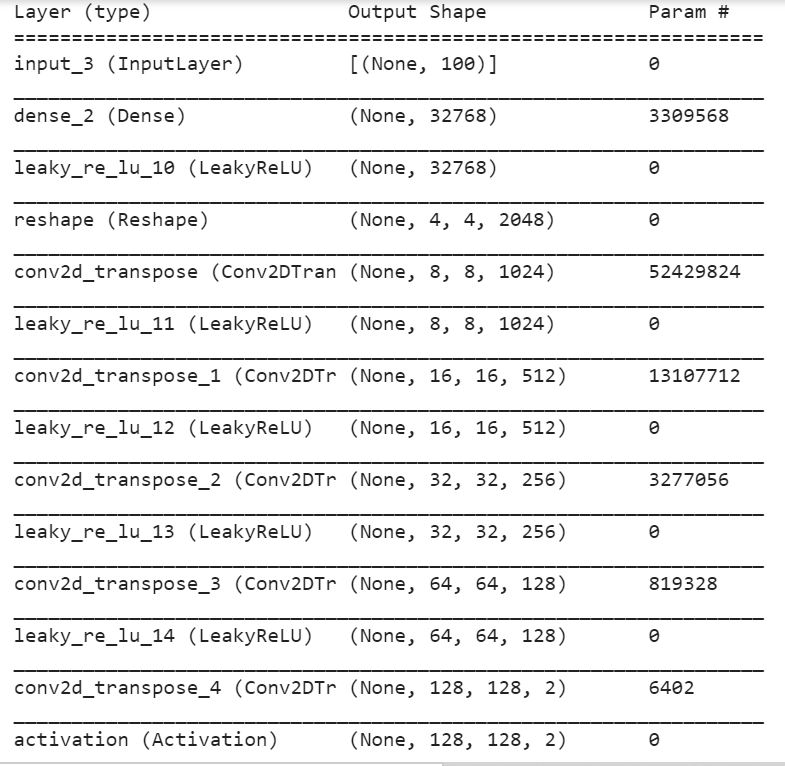 Layer (type) Output Shape Param #
=================================================================
input_3 (InputLayer) [(None, 100)] 0
dense_2 (Dense) (None, 32768) 3309568
leaky_re_lu_10 (LeakyReLU) (None, 32768) 0
reshape (Reshape) (None, 4, 4, 2048) 0
conv2d_transpose (Conv2DTran (None, 8, 8, 1024) 52429824
leaky_re_lu_11 (LeakyReLU) (None, 8, 8, 1024) 0
conv2d_transpose_1 (Conv2DTr (None, 16, 16, 512) 13107712
leaky_re_lu_12 (LeakyReLU) (None, 16, 16, 512) 0
conv2d_transpose_2 (Conv2DTr (None, 32, 32, 256) 3277056
leaky_re_lu_13 (LeakyReLU) (None, 32, 32, 256) 0
conv2d_transpose_3 (Conv2DTr (None, 64, 64, 128) 819328
leaky_re_lu_14 (LeakyReLU) (None, 64, 64, 128) 0
conv2d_transpose_4 (Conv2DTr (None, 128, 128, 2) 6402
activation (Activation) (None, 128, 128, 2) 0